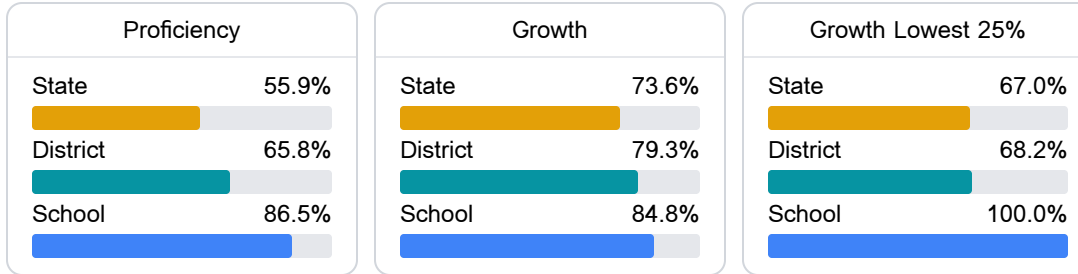 Proficiency
State 55.9%
District 65.8%
School 86.5%
Growth
State 73.6%
District 79.3%
School 84.8%
Growth Lowest 25%
State 67.0%
District 68.2%
School 100.0%